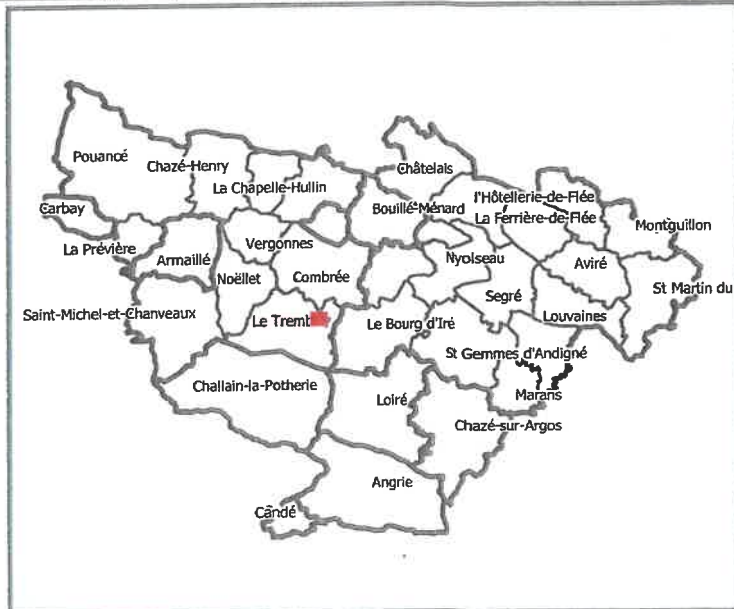 Châtelais
Pouancé
Chazé-Henry
La Chapelle-Hullin
l'Hôtellerie-de-Flée
Carbay
Bouillé-Ménard
La Ferrière-de-Flée
Montguillon
La Prévière
Vergonnes
Armaillé
Nyoiseau
Aviré
Noëllet
Combrée
Segré
St Martin du
Saint-Michel-et-Chanveaux
Le Tremb
Le Bourg d'Iré
Louvaines
St Gemmes d'Andigné
Challain-la-Potherie
Loiré
Marans
Chazé-sur-Argos
Angrie
Candé